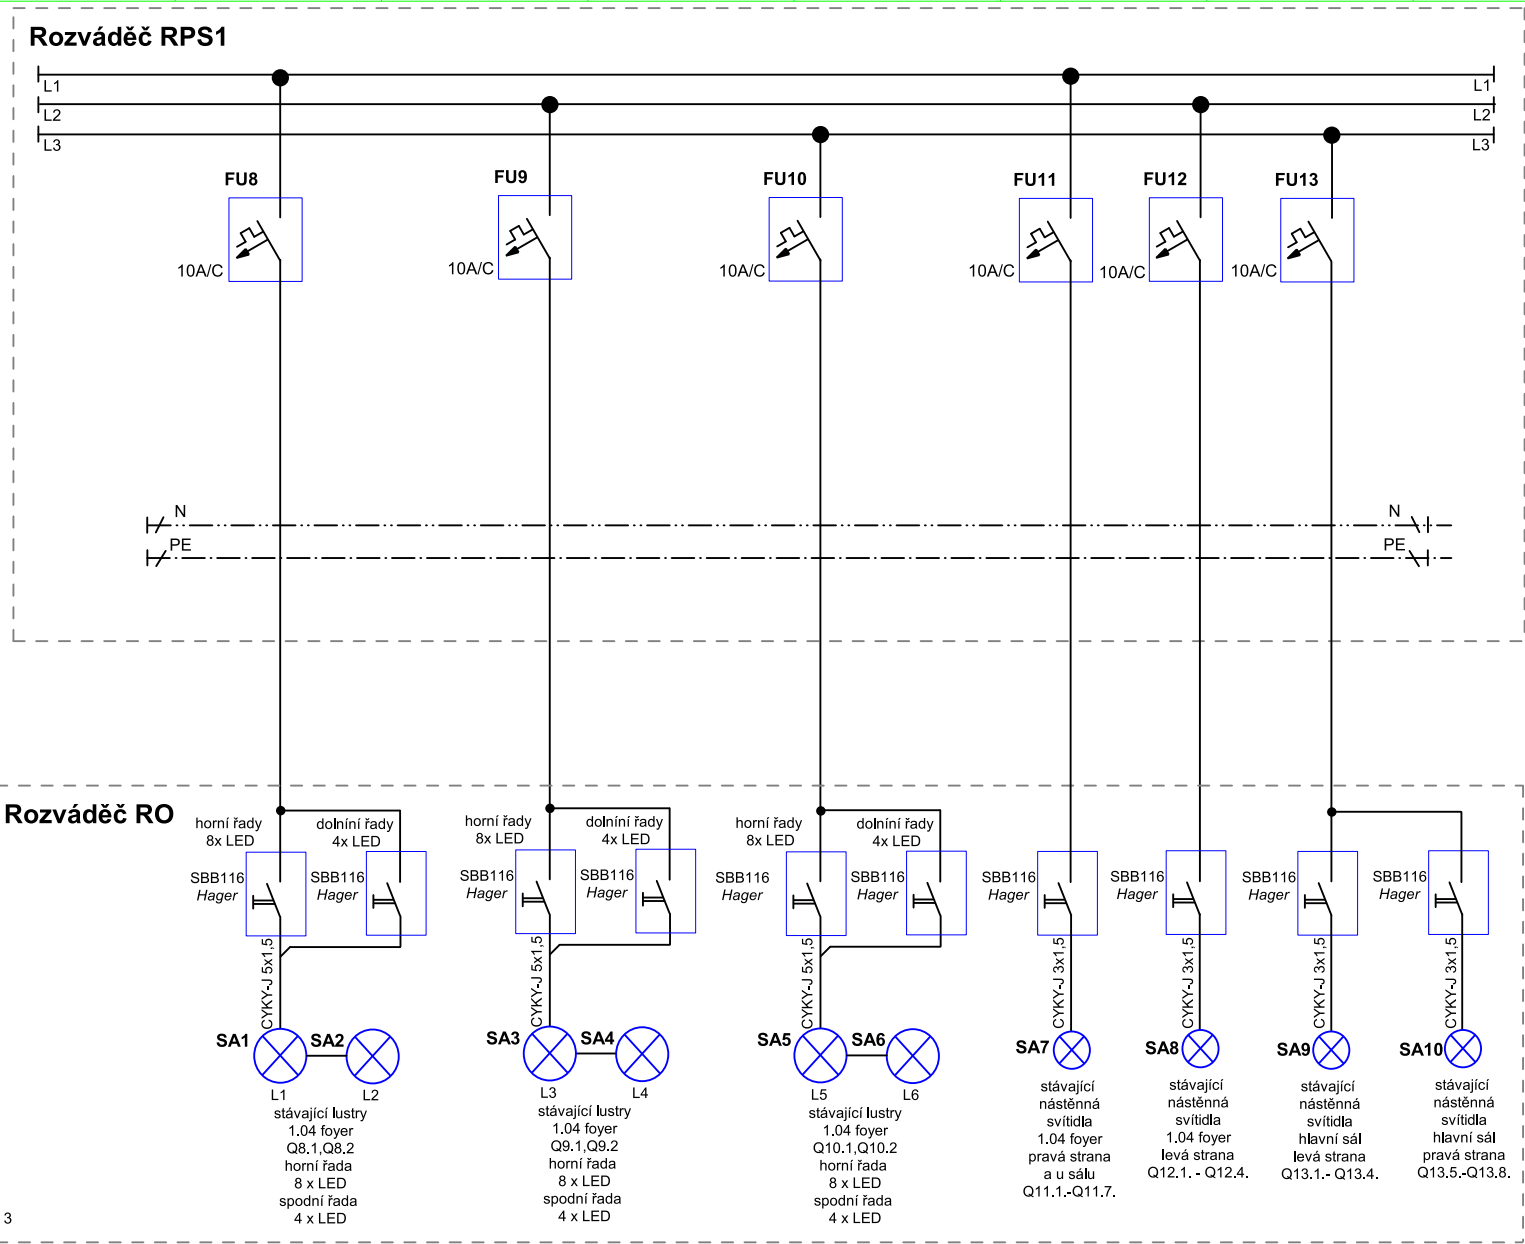 Rozváděč RPS1
L1 L1
L2 L2
L3 L3
FU8 FU9 FU10 FU11 FU12 FU13
10A/C 10A/C 10A/C 10A/C 10A/C 10A/C
N N
PE PE
Rozváděč RO
horní řady
8x LED
dolníní řady
4x LED
horní řady
8x LED
dolníní řady
4x LED
horní řady
8x LED
dolníní řady
4x LED
SBB116
Hager
SBB116
Hager
SBB116
Hager
SBB116
Hager
SBB116
Hager
SBB116
Hager
SBB116
Hager
SBB116
Hager
SBB116
Hager
SBB116
Hager
CYKY-J 5x1,5
CYKY-J 5x1,5
CYKY-J 5x1,5
CYKY-J 3x1,5
CYKY-J 3x1,5
CYKY-J 3x1,5
CYKY-J 3x1,5
SA1 SA2 SA3 SA4 SA5 SA6 SA7 SA8 SA9 SA10
L1 L2
stávající lustry
1.04 foyer
Q8.1,Q8.2
horní řada
8 x LED
spodní řada
4 x LED
L3 L4
stávající lustry
1.04 foyer
Q9.1,Q9.2
horní řada
8 x LED
spodní řada
4 x LED
L5 L6
stávající lustry
1.04 foyer
Q10.1,Q10.2
horní řada
8 x LED
spodní řada
4 x LED
stávající
nástěnná
svítidla
1.04 foyer
pravá strana
a u sálu
Q11.1.-Q11.7.
stávající
nástěnná
svítidla
1.04 foyer
levá strana
Q12.1. - Q12.4.
stávající
nástěnná
svítidla
hlavní sál
levá strana
Q13.1.- Q13.4.
stávající
nástěnná
svítidla
hlavní sál
pravá strana
Q13.5.-Q13.8.
3